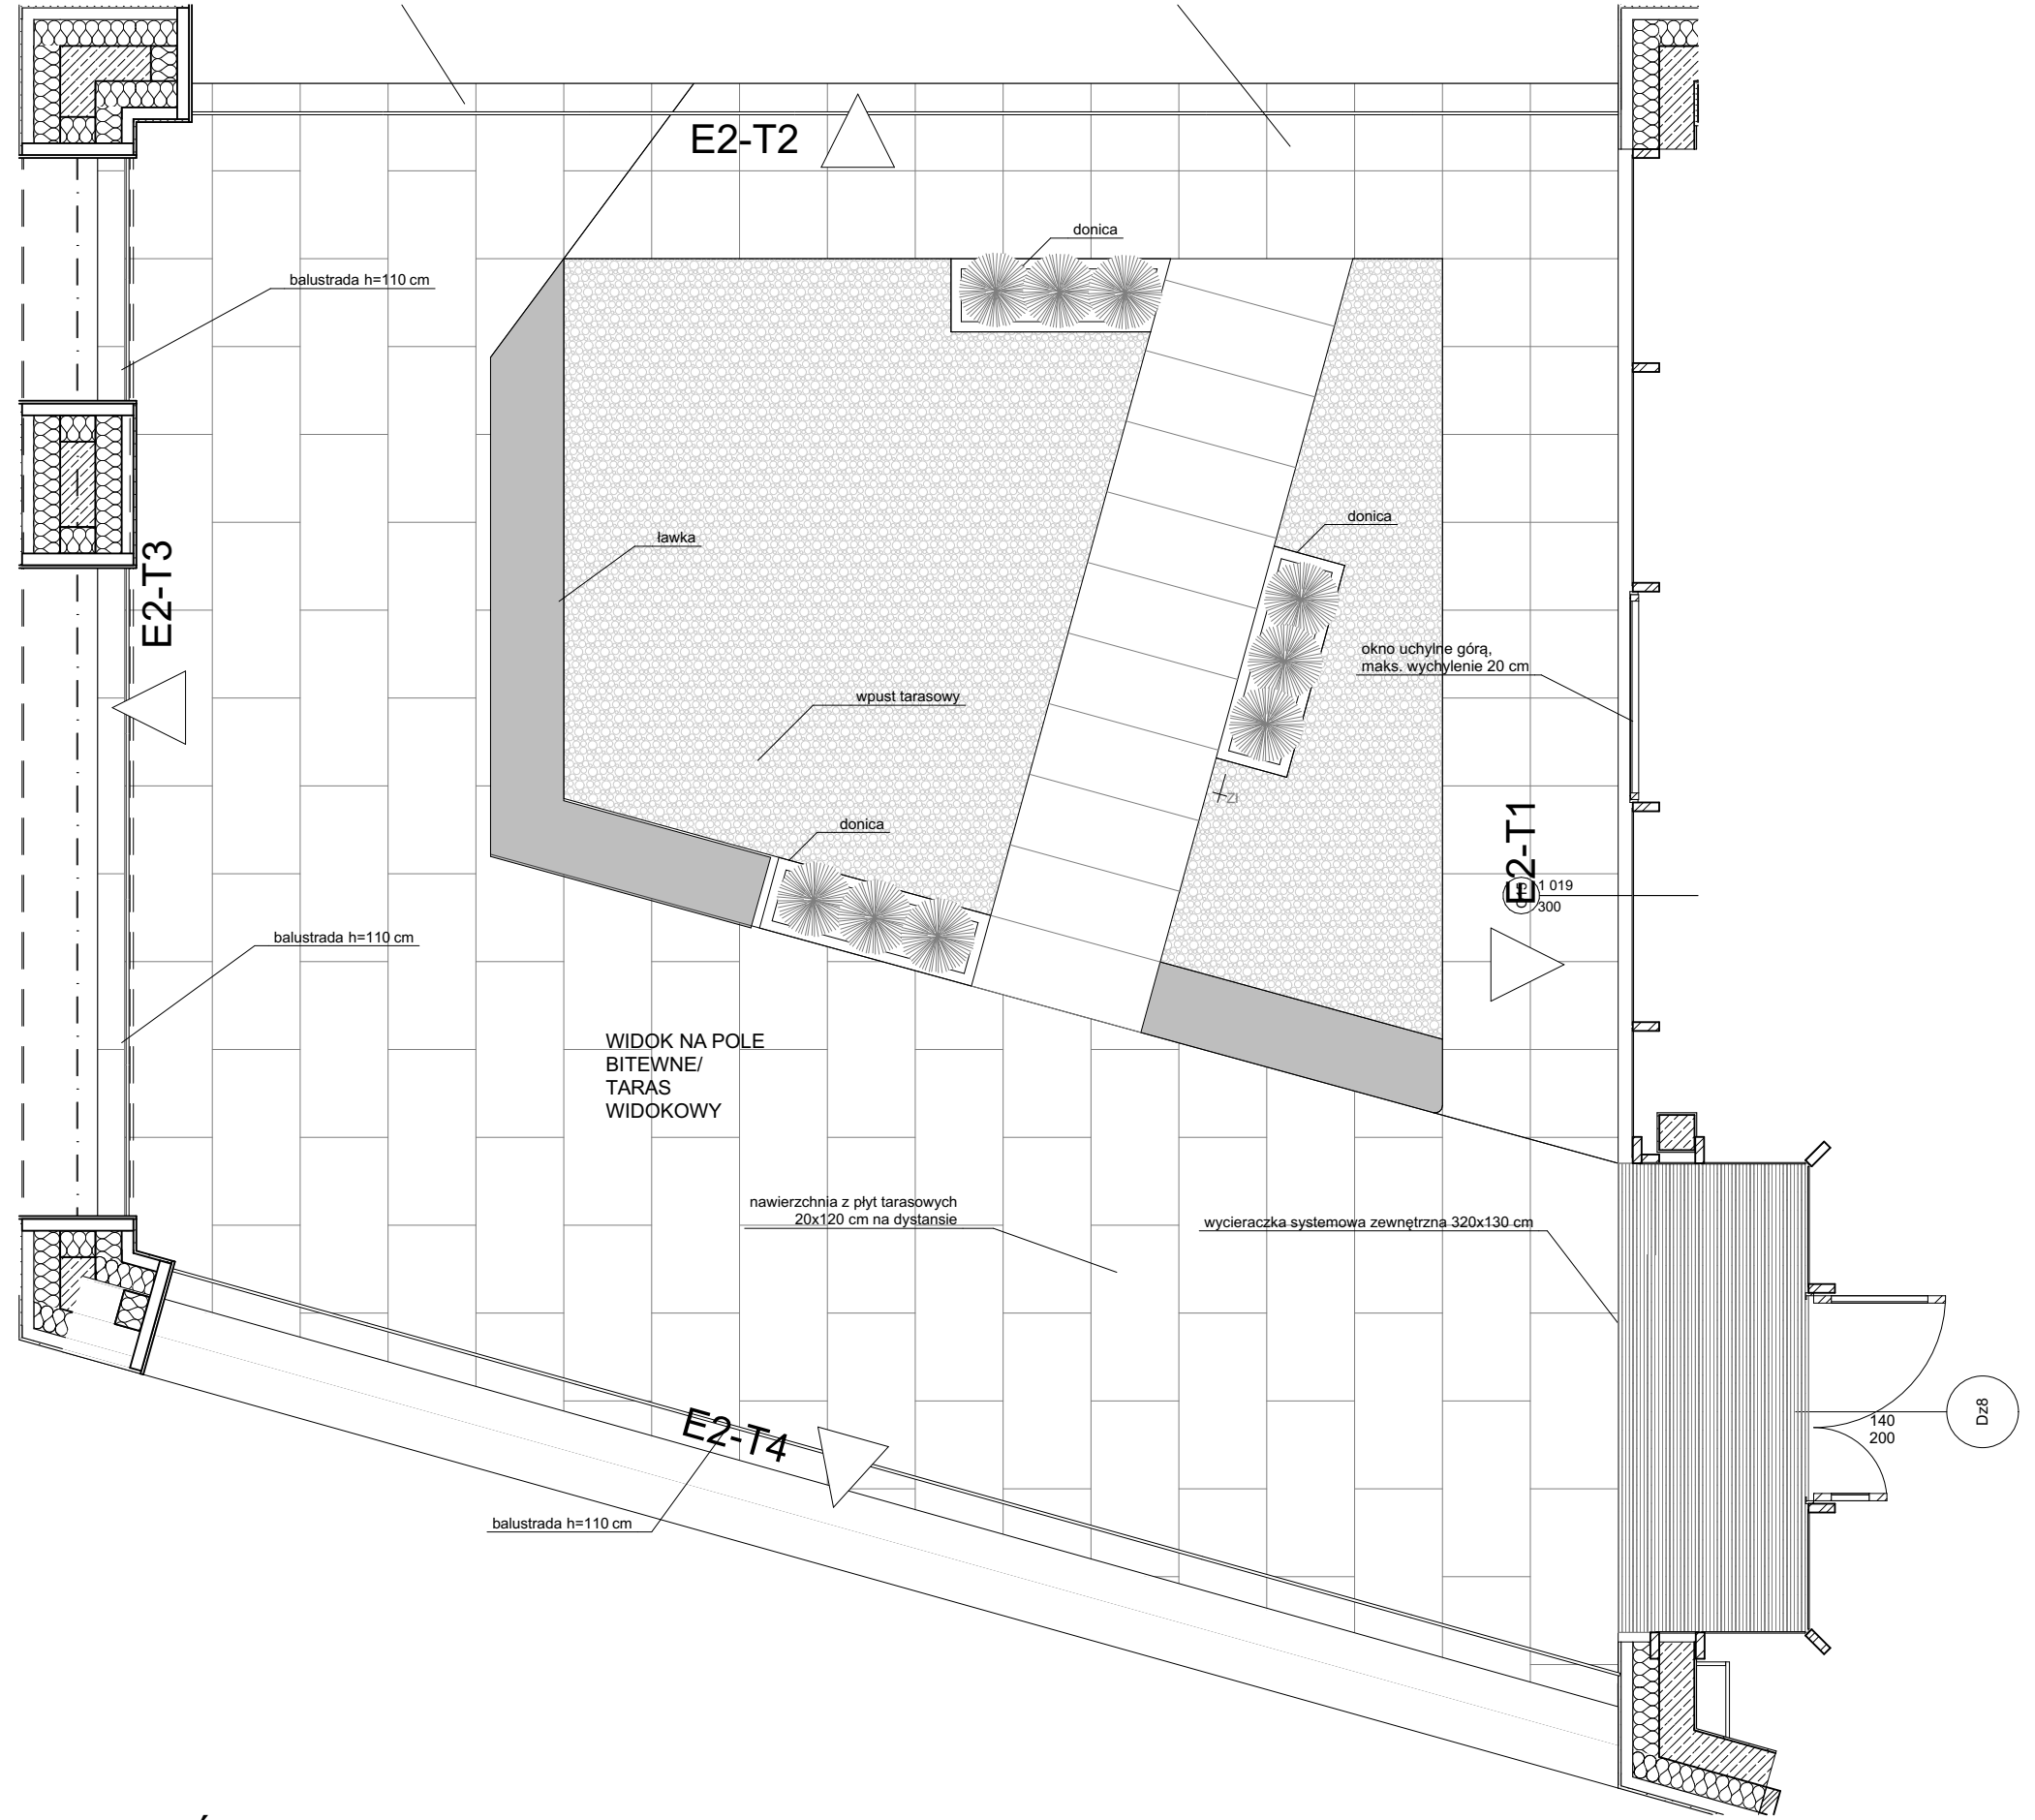 E2-T2
donica
balustrada h=110 cm
donica
ławka
E2-T3
okno uchylne górą,
maks. wychylenie 20 cm
wpust tarasowy
donica
E2-T1
1 019
300
balustrada h=110 cm
WIDOK NA POLE
BITEWNE/
TARAS
WIDOKOWY
nawierzchnia z płyt tarasowych
20x120 cm na dystansie
wycieraczka systemowa zewnętrzna 320x130 cm
Dz8
140
200
E2-T4
balustrada h=110 cm